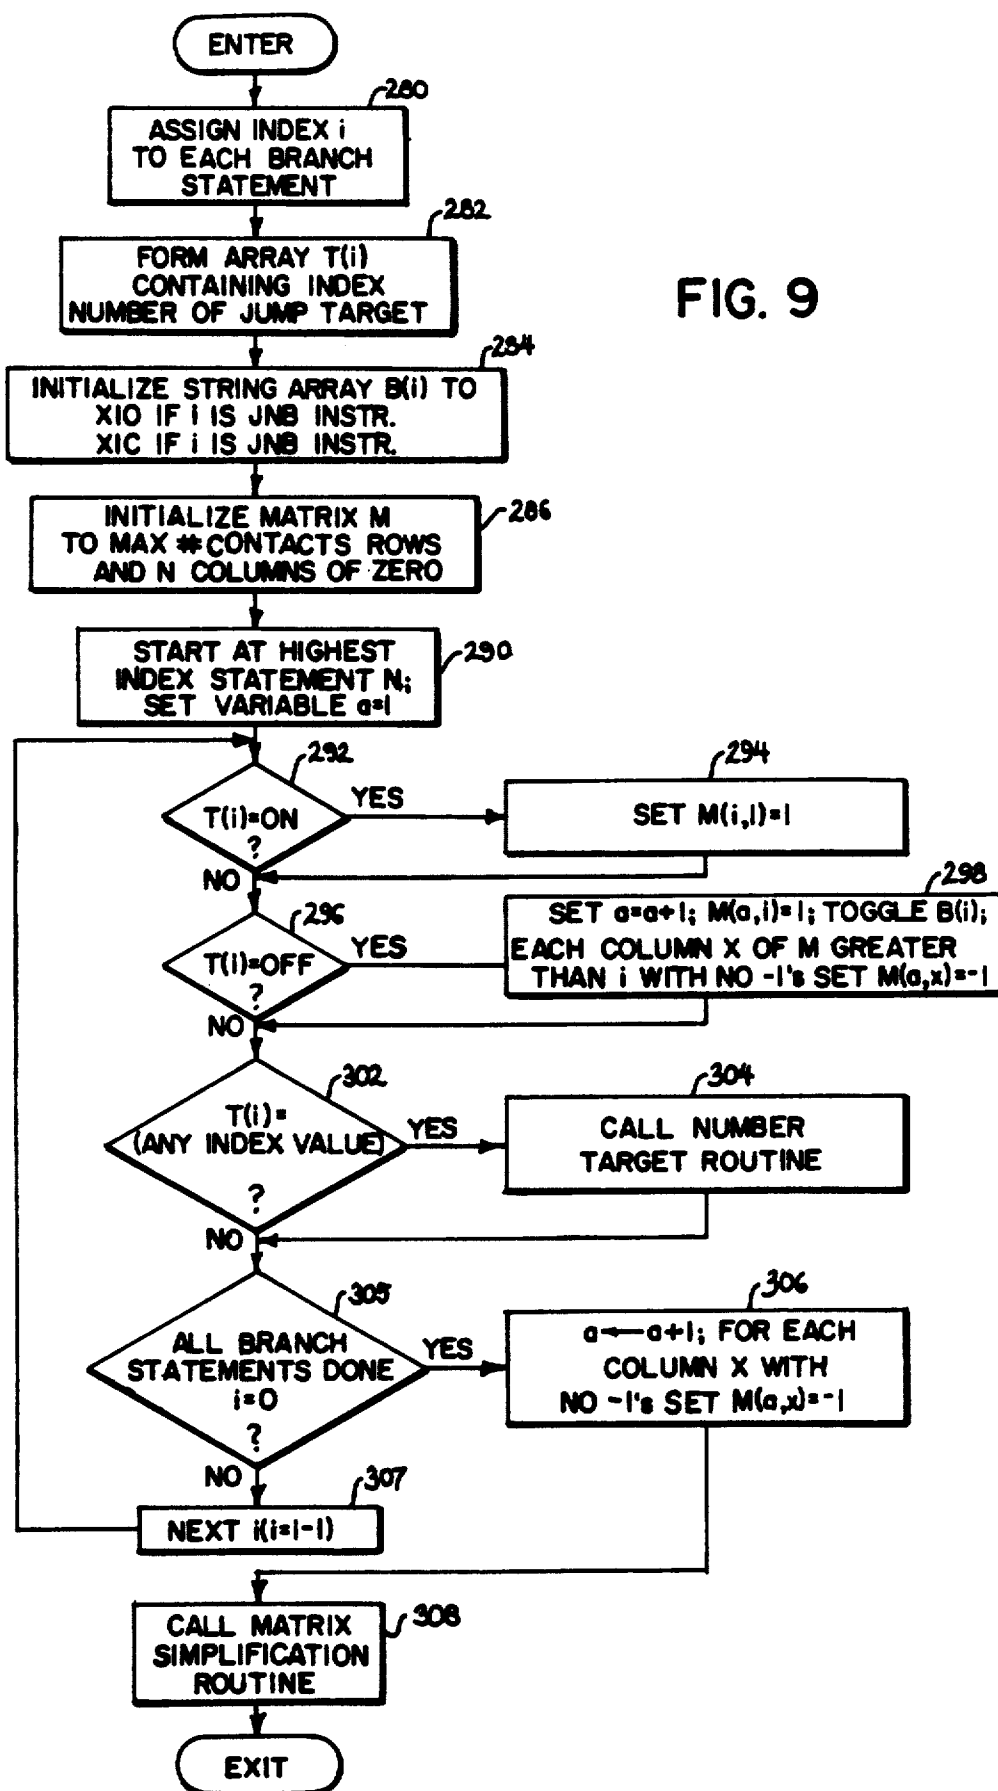 ENTER
280
ASSIGN INDEX i
TO EACH BRANCH
STATEMENT
282
FORM ARRAY T(i)
CONTAINING INDEX
NUMBER OF JUMP TARGET
FIG. 9
284
INITIALIZE STRING ARRAY B(i) TO
XIO IF i IS JNB INSTR.
XIC IF i IS JNB INSTR.
286
INITIALIZE MATRIX M
TO MAX # CONTACTS ROWS
AND N COLUMNS OF ZERO
290
START AT HIGHEST
INDEX STATEMENT N;
SET VARIABLE a=1
292
T(i)=ON
?
YES
NO
294
SET M(i,1)=1
296
T(i)=OFF
?
YES
NO
298
SET a=a+1; M(a,i)=1; TOGGLE B(i);
EACH COLUMN X OF M GREATER
THAN i WITH NO -1's SET M(a,x)=-1
302
T(i)=
(ANY INDEX VALUE)
?
YES
NO
304
CALL NUMBER
TARGET ROUTINE
305
ALL BRANCH
STATEMENTS DONE
i=0
?
YES
NO
306
a←a+1; FOR EACH
COLUMN X WITH
NO -1's SET M(a,x)=-1
307
NEXT i(i=i-1)
308
CALL MATRIX
SIMPLIFICATION
ROUTINE
EXIT